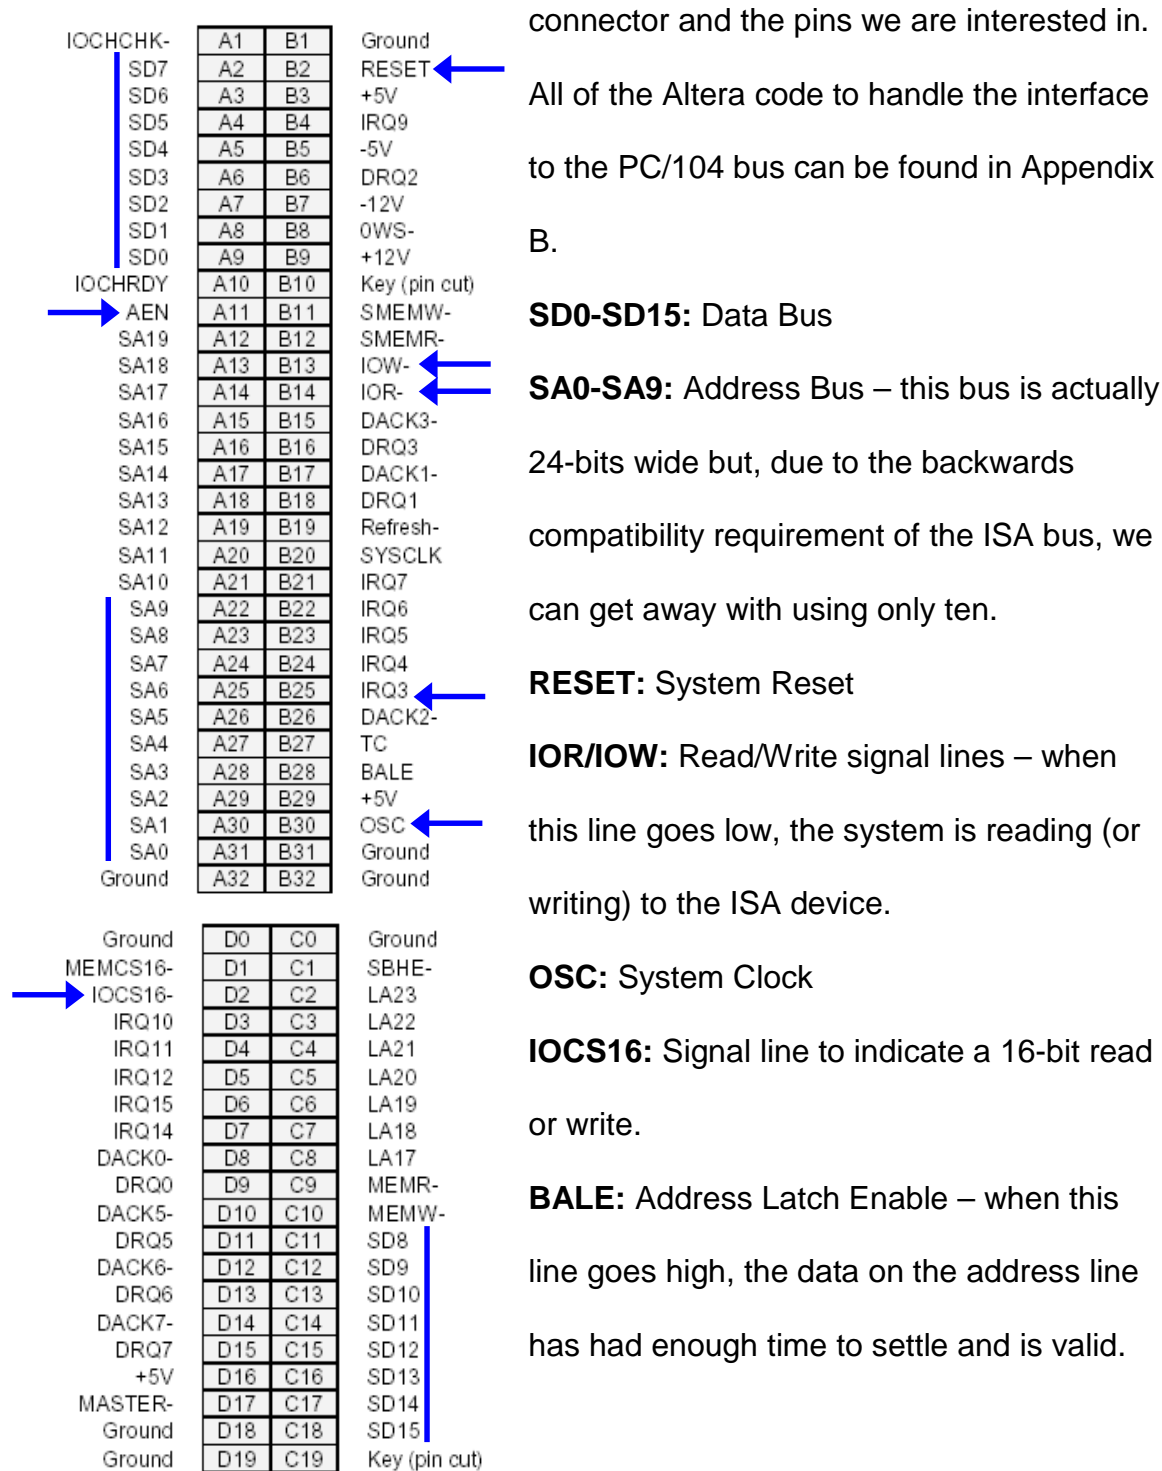 IOCHCHK- A1 B1 Ground
SD7 A2 B2 RESET
SD6 A3 B3 +5V
SD5 A4 B4 IRQ9
SD4 A5 B5 -5V
SD3 A6 B6 DRQ2
SD2 A7 B7 -12V
SD1 A8 B8 0WS-
SD0 A9 B9 +12V
IOCHRDY A10 B10 Key (pin cut)
AEN A11 B11 SMEMW-
SA19 A12 B12 SMEMR-
SA18 A13 B13 IOW-
SA17 A14 B14 IOR-
SA16 A15 B15 DACK3-
SA15 A16 B16 DRQ3
SA14 A17 B17 DACK1-
SA13 A18 B18 DRQ1
SA12 A19 B19 Refresh-
SA11 A20 B20 SYSCLK
SA10 A21 B21 IRQ7
SA9 A22 B22 IRQ6
SA8 A23 B23 IRQ5
SA7 A24 B24 IRQ4
SA6 A25 B25 IRQ3
SA5 A26 B26 DACK2-
SA4 A27 B27 TC
SA3 A28 B28 BALE
SA2 A29 B29 +5V
SA1 A30 B30 OSC
SA0 A31 B31 Ground
Ground A32 B32 Ground
Ground D0 C0 Ground
MEMCS16- D1 C1 SBHE-
IOCS16- D2 C2 LA23
IRQ10 D3 C3 LA22
IRQ11 D4 C4 LA21
IRQ12 D5 C5 LA20
IRQ15 D6 C6 LA19
IRQ14 D7 C7 LA18
DACK0- D8 C8 LA17
DRQ0 D9 C9 MEMR-
DACK5- D10 C10 MEMW-
DRQ5 D11 C11 SD8
DACK6- D12 C12 SD9
DRQ6 D13 C13 SD10
DACK7- D14 C14 SD11
DRQ7 D15 C15 SD12
+5V D16 C16 SD13
MASTER- D17 C17 SD14
Ground D18 C18 SD15
Ground D19 C19 Key (pin cut)
connector and the pins we are interested in.
All of the Altera code to handle the interface
to the PC/104 bus can be found in Appendix
B.
SD0-SD15: Data Bus
SA0-SA9: Address Bus – this bus is actually
24-bits wide but, due to the backwards
compatibility requirement of the ISA bus, we
can get away with using only ten.
RESET: System Reset
IOR/IOW: Read/Write signal lines – when
this line goes low, the system is reading (or
writing) to the ISA device.
OSC: System Clock
IOCS16: Signal line to indicate a 16-bit read
or write.
BALE: Address Latch Enable – when this
line goes high, the data on the address line
has had enough time to settle and is valid.